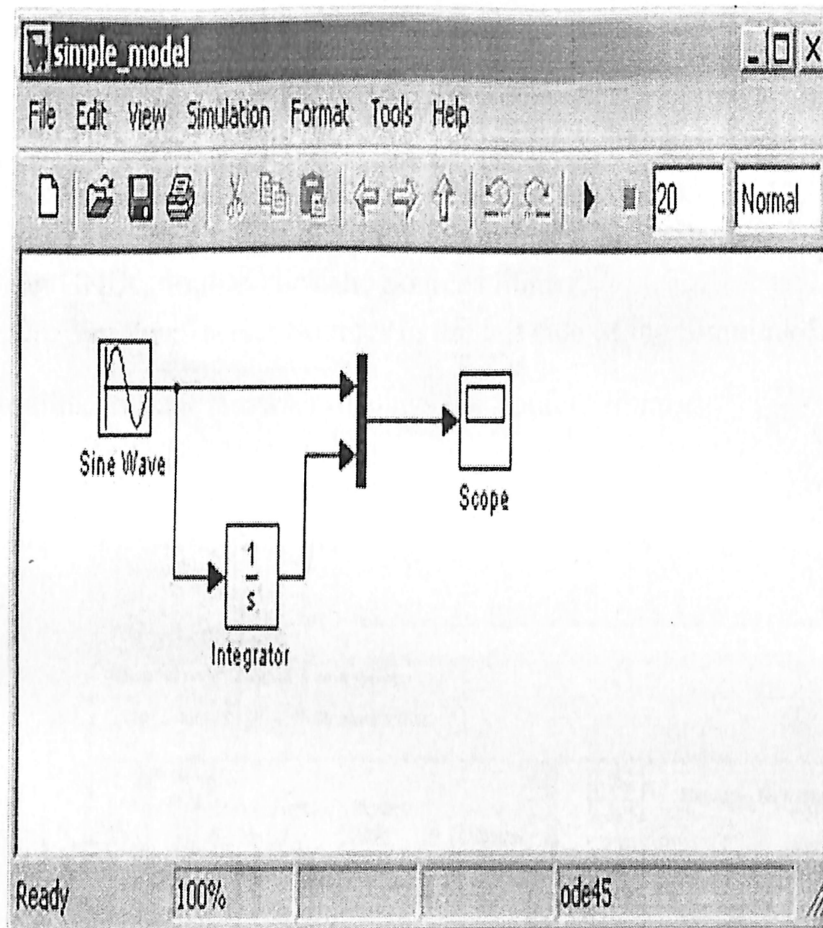 simple_model
File Edit View Simulation Format Tools Help
20 Normal
Sine Wave
Scope
1
s
Integrator
Ready 100% ode45